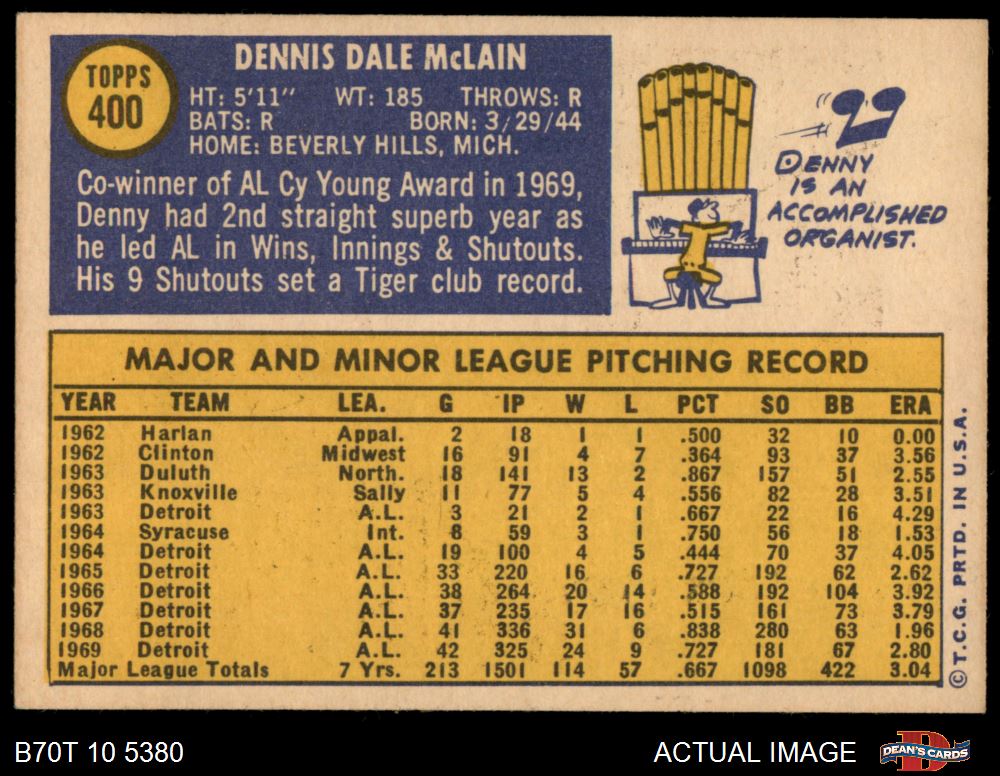 TOPPS
400
DENNIS DALE McLAIN
HT: 5'11" WT: 185 THROWS: R
BATS: R BORN: 3/29/44
HOME: BEVERLY HILLS, MICH.
Co-winner of AL Cy Young Award in 1969,
Denny had 2nd straight superb year as
he led AL in Wins, Innings & Shutouts.
His 9 Shutouts set a Tiger club record.
DENNY
IS AN
ACCOMPLISHED
ORGANIST.
MAJOR AND MINOR LEAGUE PITCHING RECORD
YEAR TEAM LEA. G IP W L PCT SO BB ERA
1962 Harlan Appal. 2 18 1 1 .500 32 10 0.00
1962 Clinton Midwest 16 91 4 7 .364 93 37 3.56
1963 Duluth North. 18 141 13 2 .867 157 51 2.55
1963 Knoxville Sally 11 77 5 4 .556 82 28 3.51
1963 Detroit A.L. 3 21 2 1 .667 22 16 4.29
1964 Syracuse Int. 8 59 3 1 .750 56 18 1.53
1964 Detroit A.L. 19 100 4 5 .444 70 37 4.05
1965 Detroit A.L. 33 220 16 6 .727 192 62 2.62
1966 Detroit A.L. 38 264 20 14 .588 192 104 3.92
1967 Detroit A.L. 37 235 17 16 .515 161 73 3.79
1968 Detroit A.L. 41 336 31 6 .838 280 63 1.96
1969 Detroit A.L. 42 325 24 9 .727 181 67 2.80
Major League Totals 7 Yrs. 213 1501 114 57 .667 1098 422 3.04
© T.C.G. PRTD. IN U.S.A.
B70T 10 5380
ACTUAL IMAGE
D
DEAN'S CARDS